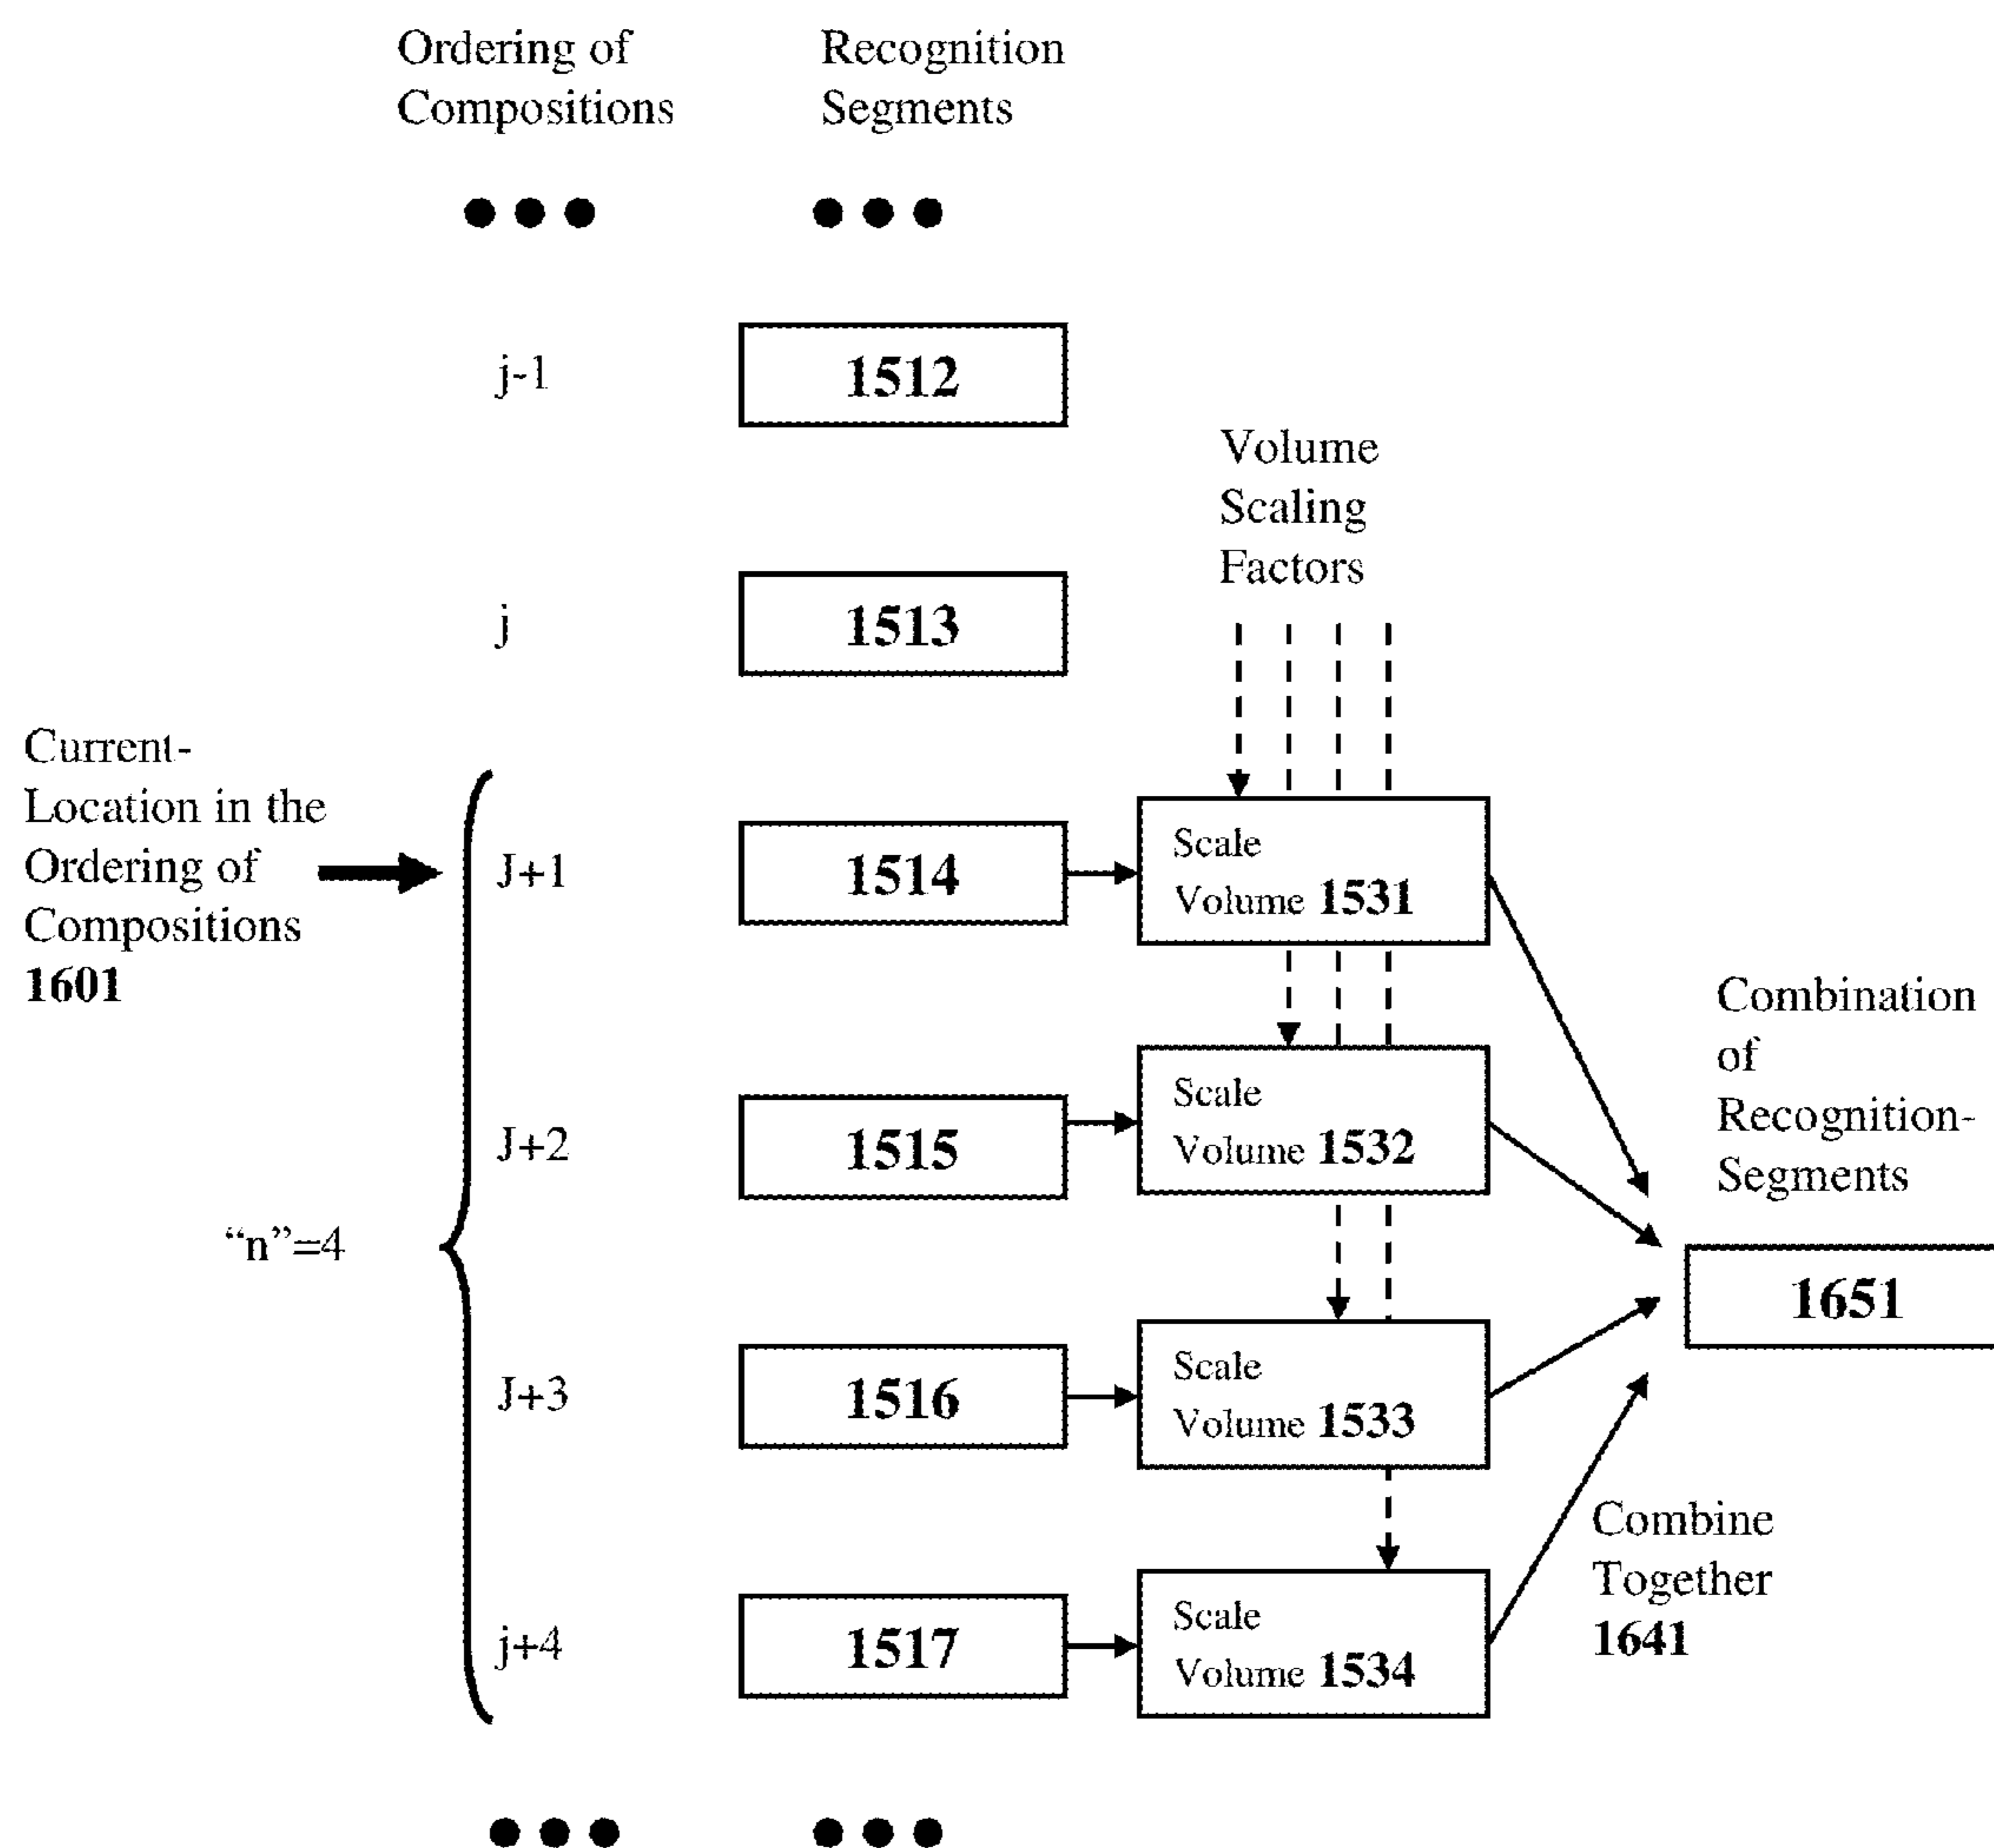 Ordering of
Compositions
Recognition
Segments
j-1
1512
Volume
Scaling
Factors
j
1513
Current-
Location in the
Ordering of
Compositions
1601
J+1
1514
Scale
Volume 1531
J+2
1515
Scale
Volume 1532
Combination
of
Recognition-
Segments
“n”=4
1651
J+3
1516
Scale
Volume 1533
Combine
Together
1641
j+4
1517
Scale
Volume 1534